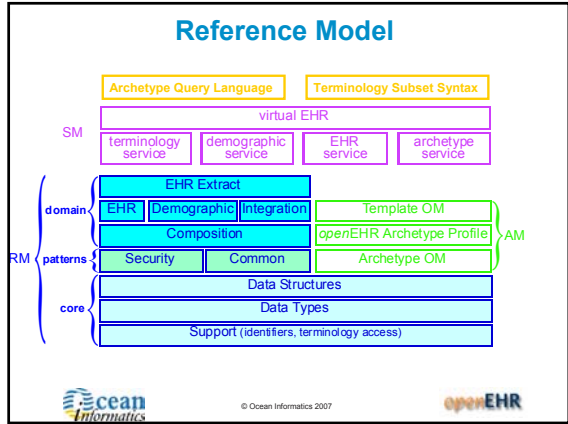 Reference Model
Archetype Query Language Terminology Subset Syntax
virtual EHR
SM
terminology service demographic service EHR service archetype service
EHR Extract
domain
EHR Demographic Integration Template OM
Composition openEHR Archetype Profile AM
RM patterns Security Common Archetype OM
Data Structures
core Data Types
Support (identifiers, terminology access)
Ocean Informatics © Ocean Informatics 2007 openEHR